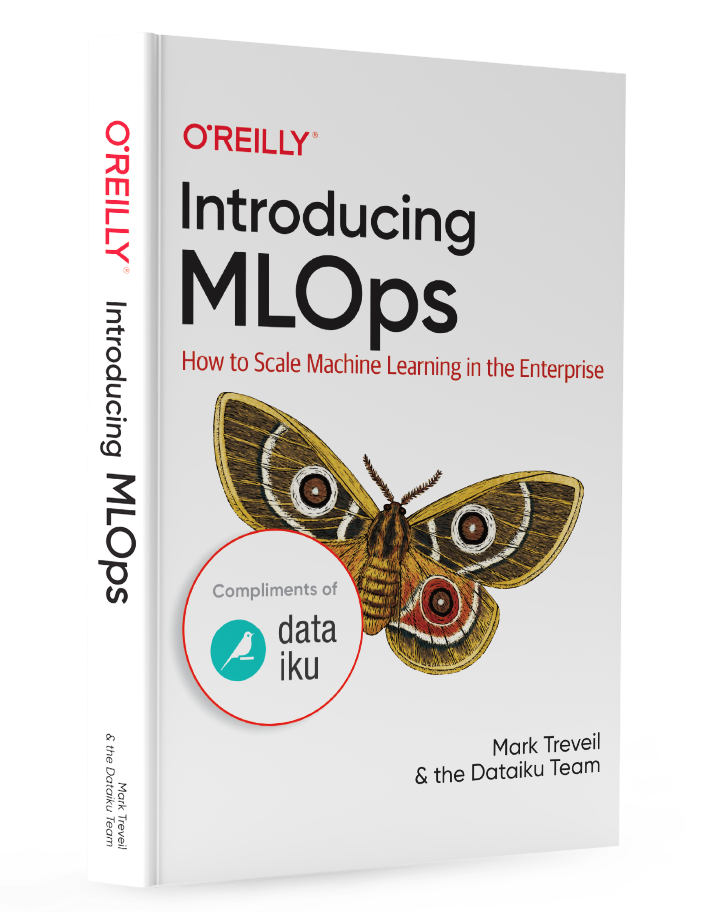 O'REILLY®
Introducing
MLOps
How to Scale Machine Learning in the Enterprise
Compliments of
data
iku
Mark Treveil
& the Dataiku Team
O'REILLY®
Introducing MLOps
Mark Treveil
& the Dataiku Team